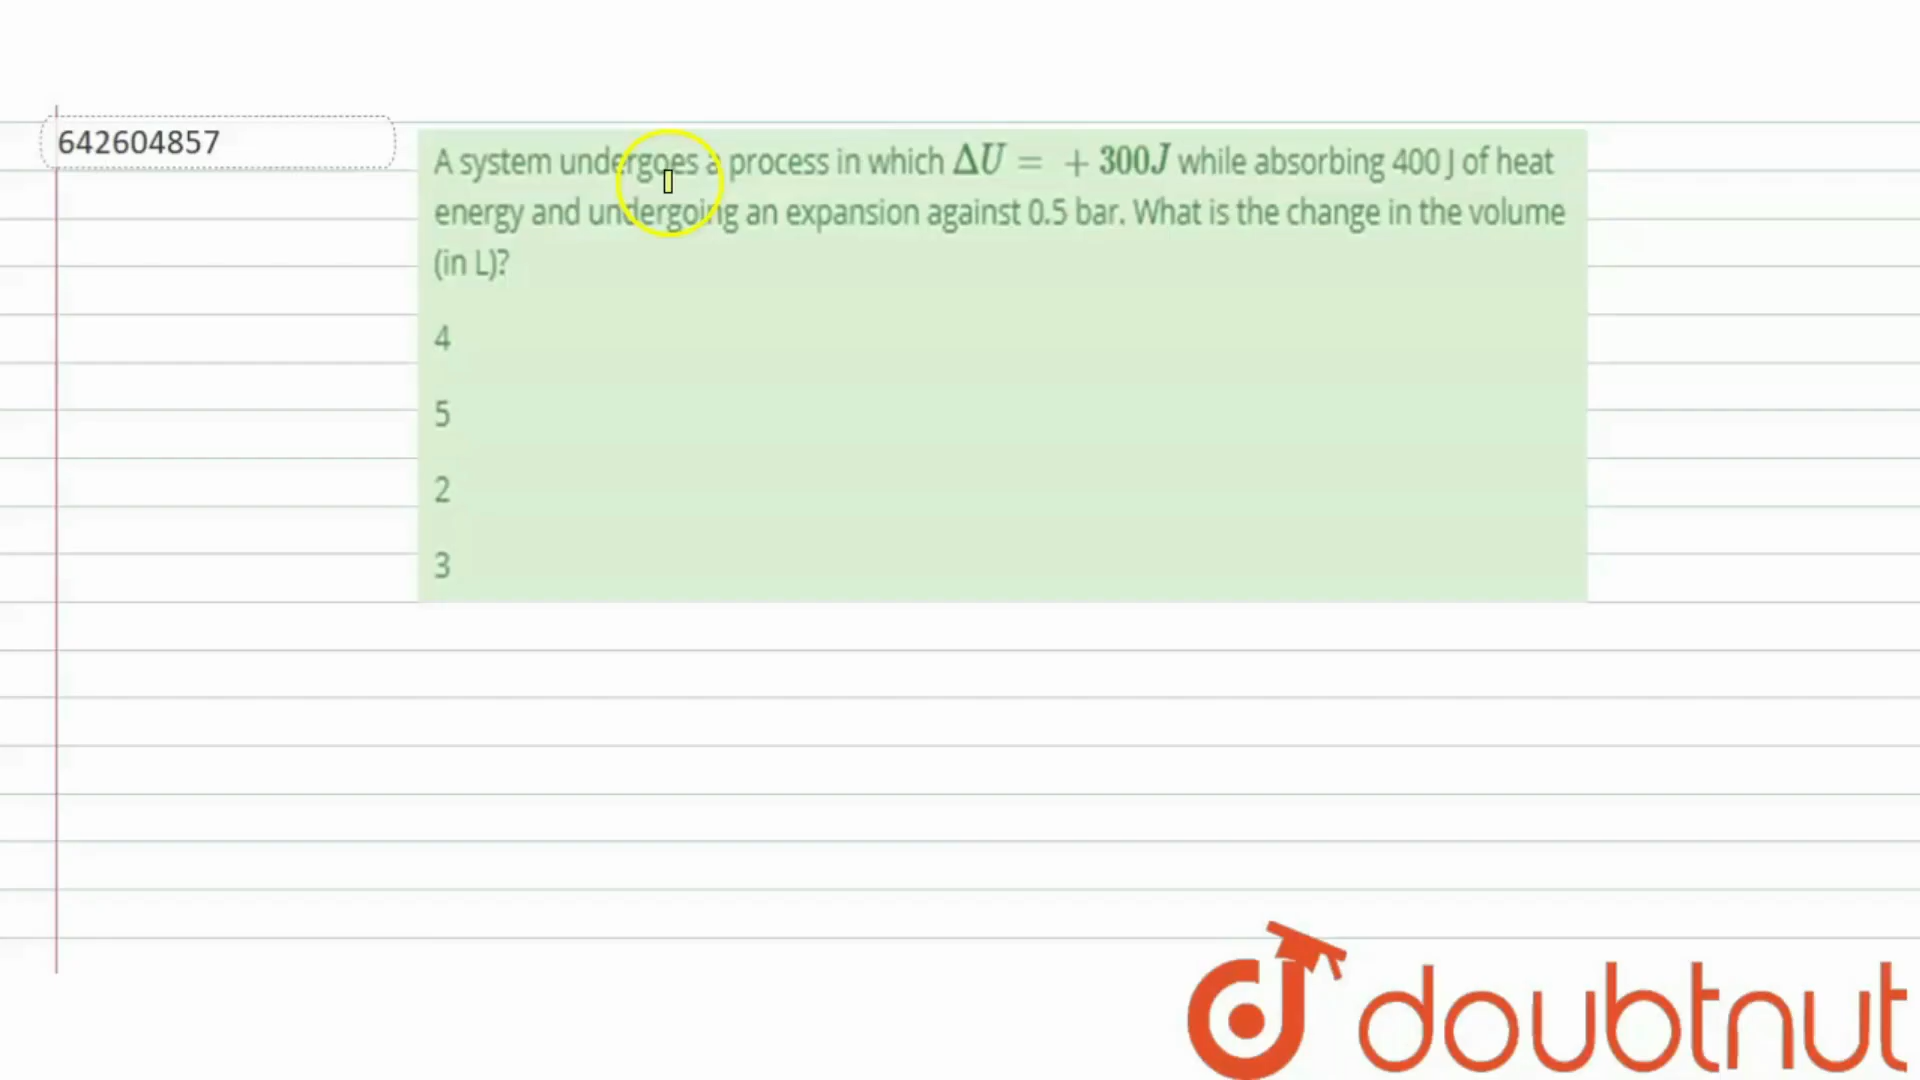 642604857
A system undergoes a process in which ΔU = +300J while absorbing 400 J of heat
energy and undergoing an expansion against 0.5 bar. What is the change in the volume
(in L)?
4
5
2
3
doubtnut